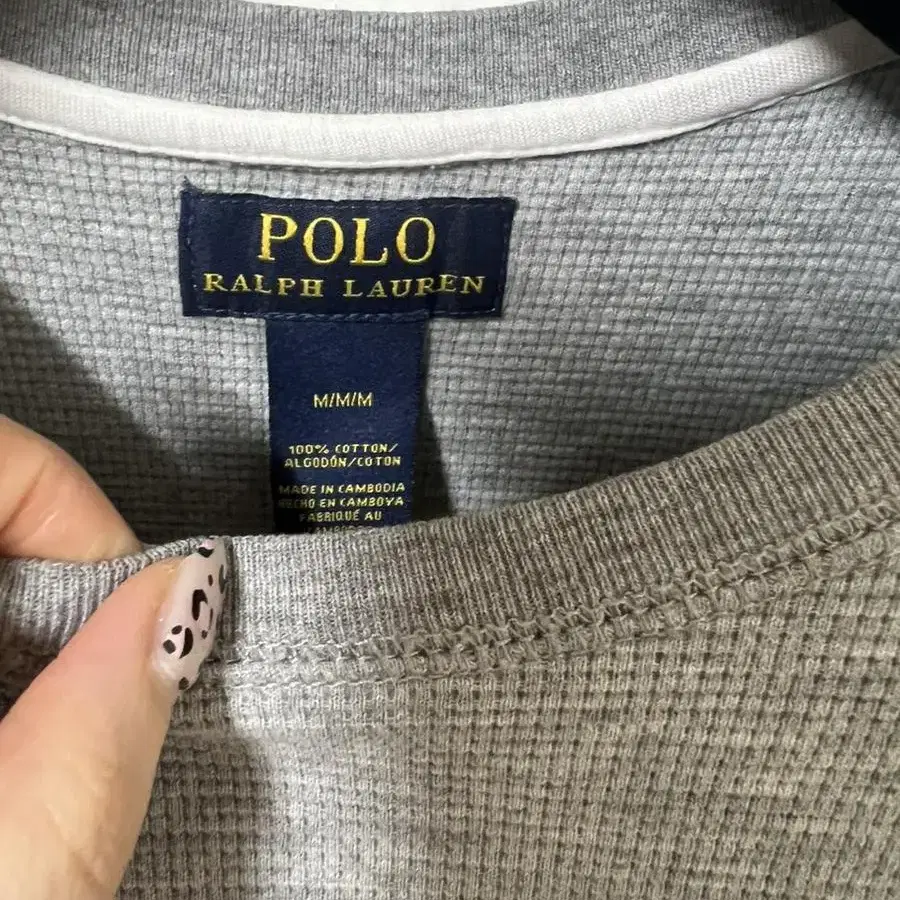 POLO
RALPH LAUREN
M/M/M
100% COTTON/
ALGODÓN/COTON
MADE IN CAMBODIA
HECHO EN CAMBOYA
FABRIQUÉ AU